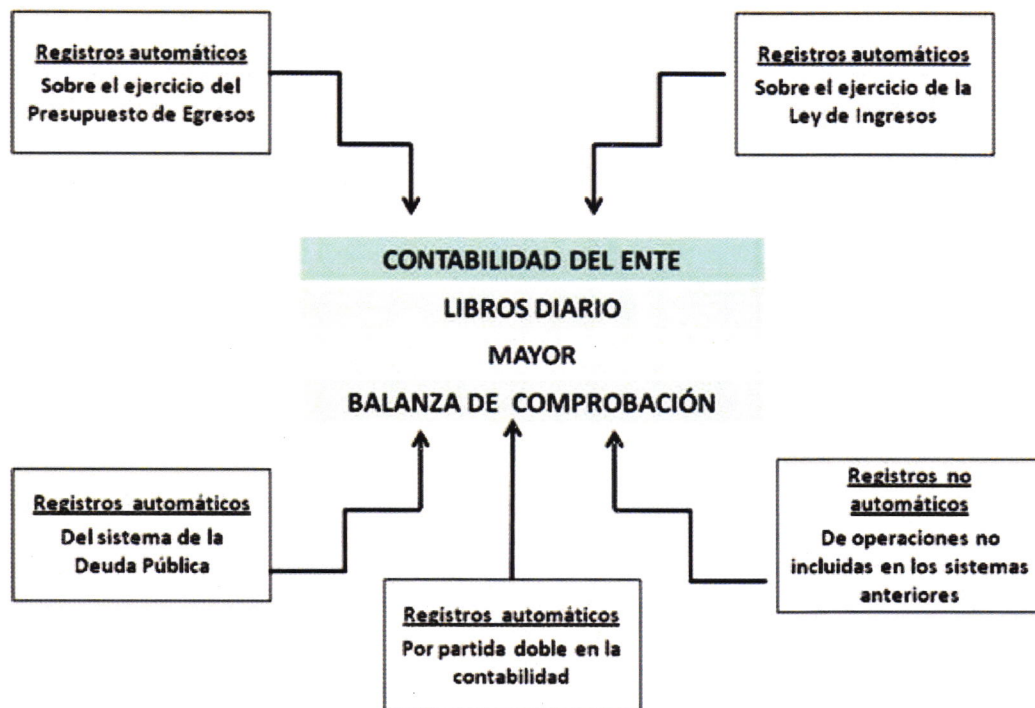 Registros automáticos
Sobre el ejercicio del
Presupuesto de Egresos
Registros automáticos
Sobre el ejercicio de la
Ley de Ingresos
CONTABILIDAD DEL ENTE
LIBROS DIARIO
MAYOR
BALANZA DE COMPROBACIÓN
Registros automáticos
Del sistema de la
Deuda Pública
Registros automáticos
Por partida doble en la
contabilidad
Registros no
automáticos
De operaciones no
incluidas en los sistemas
anteriores